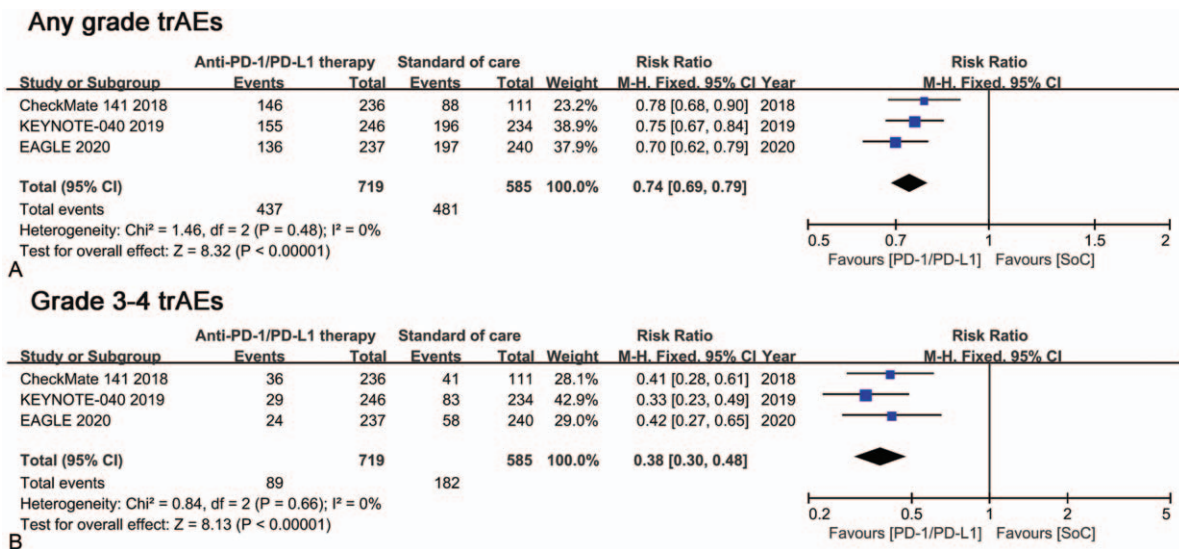 Any grade trAEs
Anti-PD-1/PD-L1 therapy Standard of care Risk Ratio Risk Ratio
Study or Subgroup Events Total Events Total Weight M-H. Fixed. 95% CI Year M-H. Fixed. 95% CI
CheckMate 141 2018 146 236 88 111 23.2% 0.78 [0.68, 0.90] 2018
KEYNOTE-040 2019 155 246 196 234 38.9% 0.75 [0.67, 0.84] 2019
EAGLE 2020 136 237 197 240 37.9% 0.70 [0.62, 0.79] 2020
Total (95% CI) 719 585 100.0% 0.74 [0.69, 0.79]
Total events 437 481
Heterogeneity: Chi² = 1.46, df = 2 (P = 0.48); I² = 0%
Test for overall effect: Z = 8.32 (P < 0.00001)
0.5 0.7 1 1.5 2
Favours [PD-1/PD-L1] Favours [SoC]
A
Grade 3-4 trAEs
Anti-PD-1/PD-L1 therapy Standard of care Risk Ratio Risk Ratio
Study or Subgroup Events Total Events Total Weight M-H. Fixed. 95% CI Year M-H. Fixed. 95% CI
CheckMate 141 2018 36 236 41 111 28.1% 0.41 [0.28, 0.61] 2018
KEYNOTE-040 2019 29 246 83 234 42.9% 0.33 [0.23, 0.49] 2019
EAGLE 2020 24 237 58 240 29.0% 0.42 [0.27, 0.65] 2020
Total (95% CI) 719 585 100.0% 0.38 [0.30, 0.48]
Total events 89 182
Heterogeneity: Chi² = 0.84, df = 2 (P = 0.66); I² = 0%
Test for overall effect: Z = 8.13 (P < 0.00001)
0.2 0.5 1 2 5
Favours [PD-1/PD-L1] Favours [SoC]
B